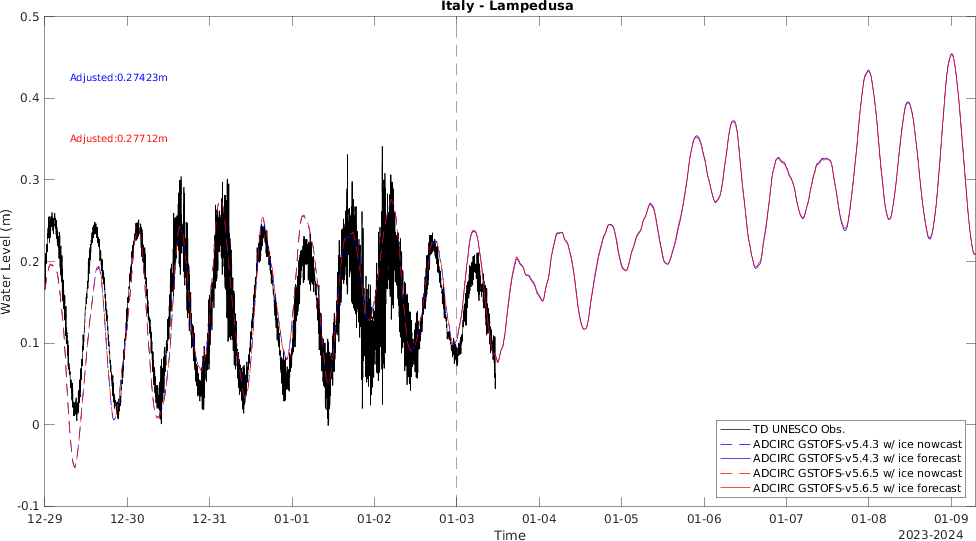 Italy - Lampedusa
0.5
Adjusted:0.27423m
0.4
Adjusted:0.27712m
0.3
0.2
Water Level (m)
0.1
0
TD UNESCO Obs.
ADCIRC GSTOFS-v5.4.3 w/ ice nowcast
ADCIRC GSTOFS-v5.4.3 w/ ice forecast
ADCIRC GSTOFS-v5.6.5 w/ ice nowcast
ADCIRC GSTOFS-v5.6.5 w/ ice forecast
-0.1
12-29 12-30 12-31 01-01 01-02 01-03 01-04 01-05 01-06 01-07 01-08 01-09
Time
2023-2024